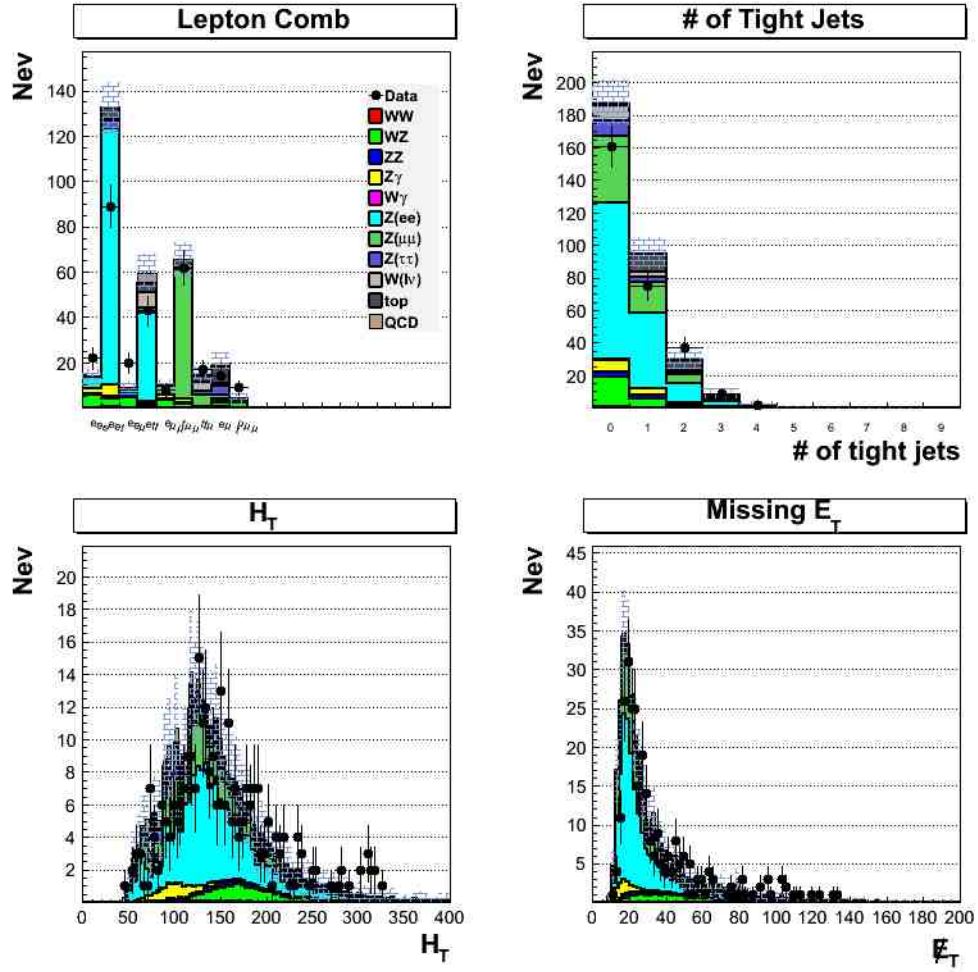 Lepton Comb
Nev
140
120
100
80
60
40
20
Data
WW
WZ
ZZ
Zγ
Wγ
Z(ee)
Z(μμ)
Z(ττ)
W(lν)
top
QCD
# of Tight Jets
Nev
200
180
160
140
120
100
80
60
40
20
0 1 2 3 4 5 6 7 8 9
# of tight jets
H_T
Nev
20
18
16
14
12
10
8
6
4
2
0 50 100 150 200 250 300 350 400
H_T
Missing E_T
Nev
45
40
35
30
25
20
15
10
5
0 20 40 60 80 100 120 140 160 180 200
E̸_T